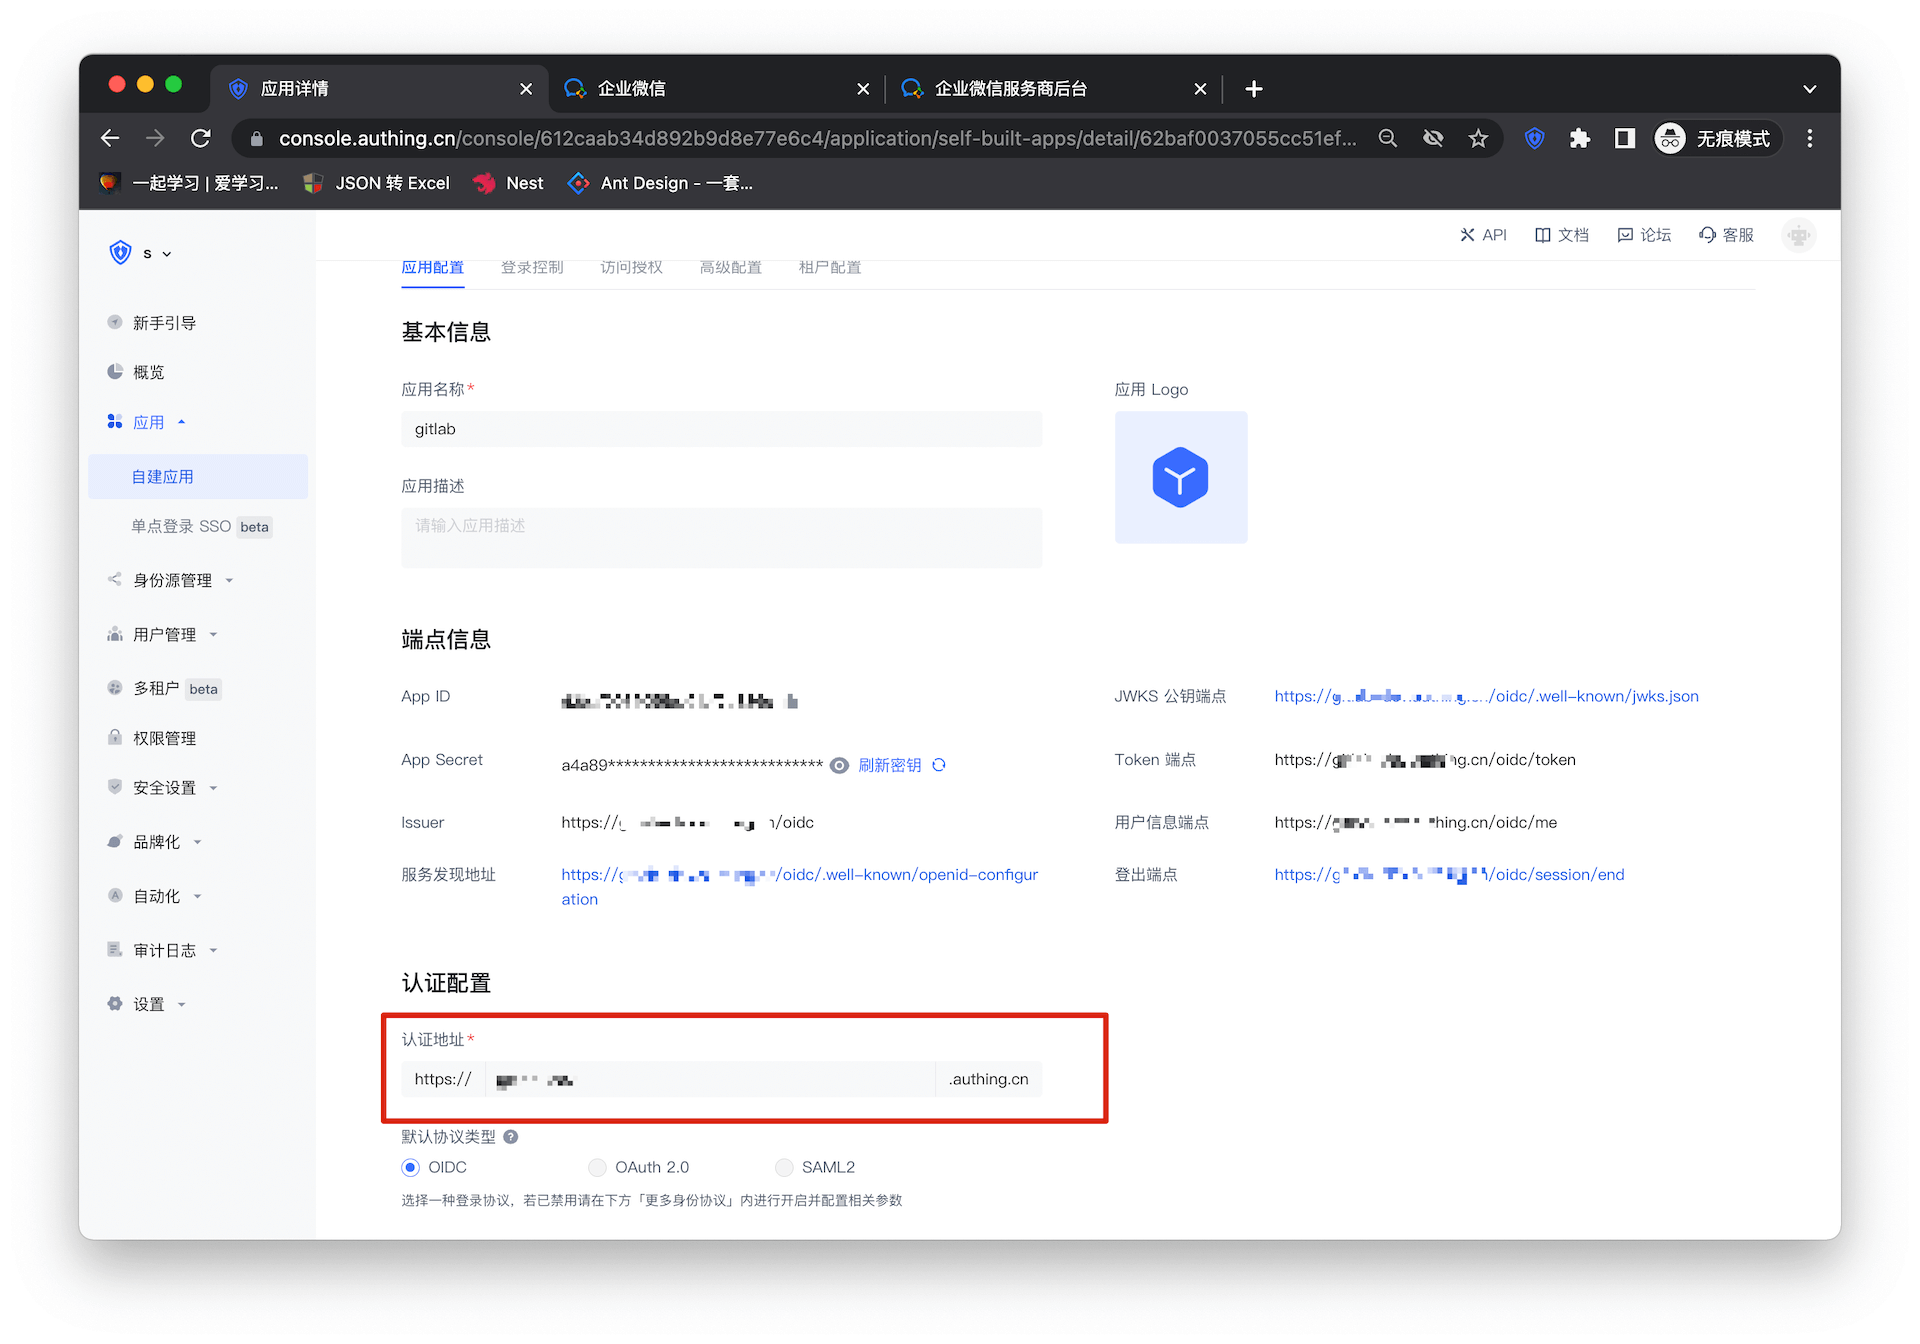 应用详情
企业微信
企业微信服务商后台
console.authing.cn/console/612caab34d892b9d8e77e6c4/application/self-built-apps/detail/62baf0037055cc51ef...
无痕模式
一起学习 | 爱学习...
JSON 转 Excel
Nest
Ant Design - 一套...
s
API
文档
论坛
客服
应用配置
登录控制
访问授权
高级配置
租户配置
新手引导
概览
应用
自建应用
单点登录 SSO beta
身份源管理
用户管理
多租户 beta
权限管理
安全设置
品牌化
自动化
审计日志
设置
基本信息
应用名称*
gitlab
应用描述
请输入应用描述
应用 Logo
端点信息
App ID
App Secret
a4a89***************************
刷新密钥
Issuer
https:// /oidc
服务发现地址
https:// /oidc/.well-known/openid-configur
ation
JWKS 公钥端点
https:// /oidc/.well-known/jwks.json
Token 端点
https:// ng.cn/oidc/token
用户信息端点
https:// hing.cn/oidc/me
登出端点
https:// /oidc/session/end
认证配置
认证地址*
https://
.authing.cn
默认协议类型
OIDC
OAuth 2.0
SAML2
选择一种登录协议，若已禁用请在下方「更多身份协议」内进行开启并配置相关参数